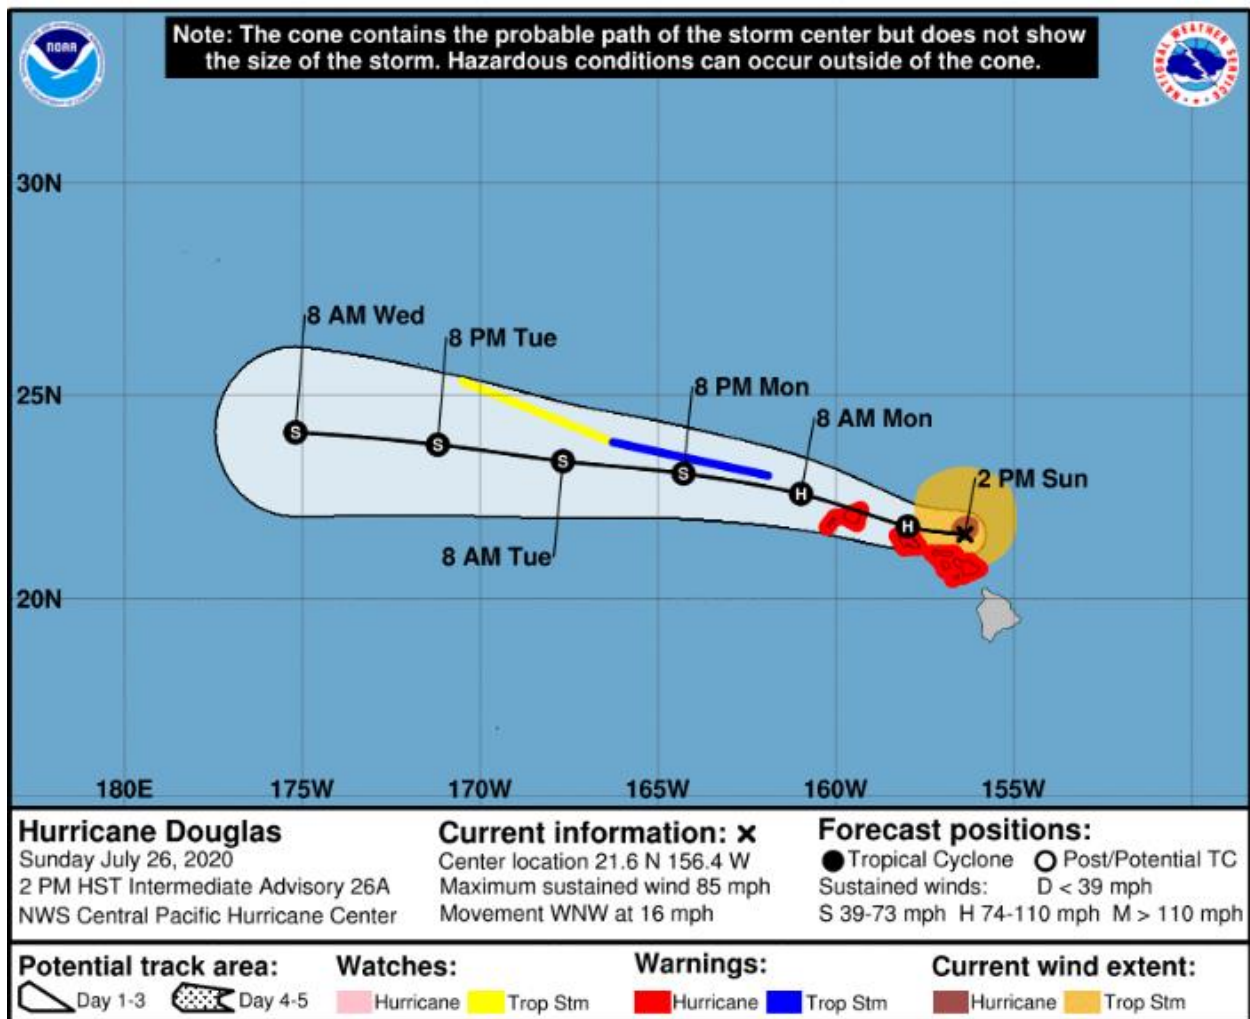 NOAA
Note: The cone contains the probable path of the storm center but does not show
the size of the storm. Hazardous conditions can occur outside of the cone.
NATIONAL WEATHER SERVICE
30N
25N
20N
8 AM Wed
8 PM Tue
8 PM Mon
8 AM Mon
2 PM Sun
8 AM Tue
S
S
S
S
H
H
180E 175W 170W 165W 160W 155W
Hurricane Douglas
Sunday July 26, 2020
2 PM HST Intermediate Advisory 26A
NWS Central Pacific Hurricane Center
Current information: x
Center location 21.6 N 156.4 W
Maximum sustained wind 85 mph
Movement WNW at 16 mph
Forecast positions:
Tropical Cyclone Post/Potential TC
Sustained winds: D < 39 mph
S 39-73 mph H 74-110 mph M > 110 mph
Potential track area:
Day 1-3 Day 4-5
Watches:
Hurricane Trop Stm
Warnings:
Hurricane Trop Stm
Current wind extent:
Hurricane Trop Stm